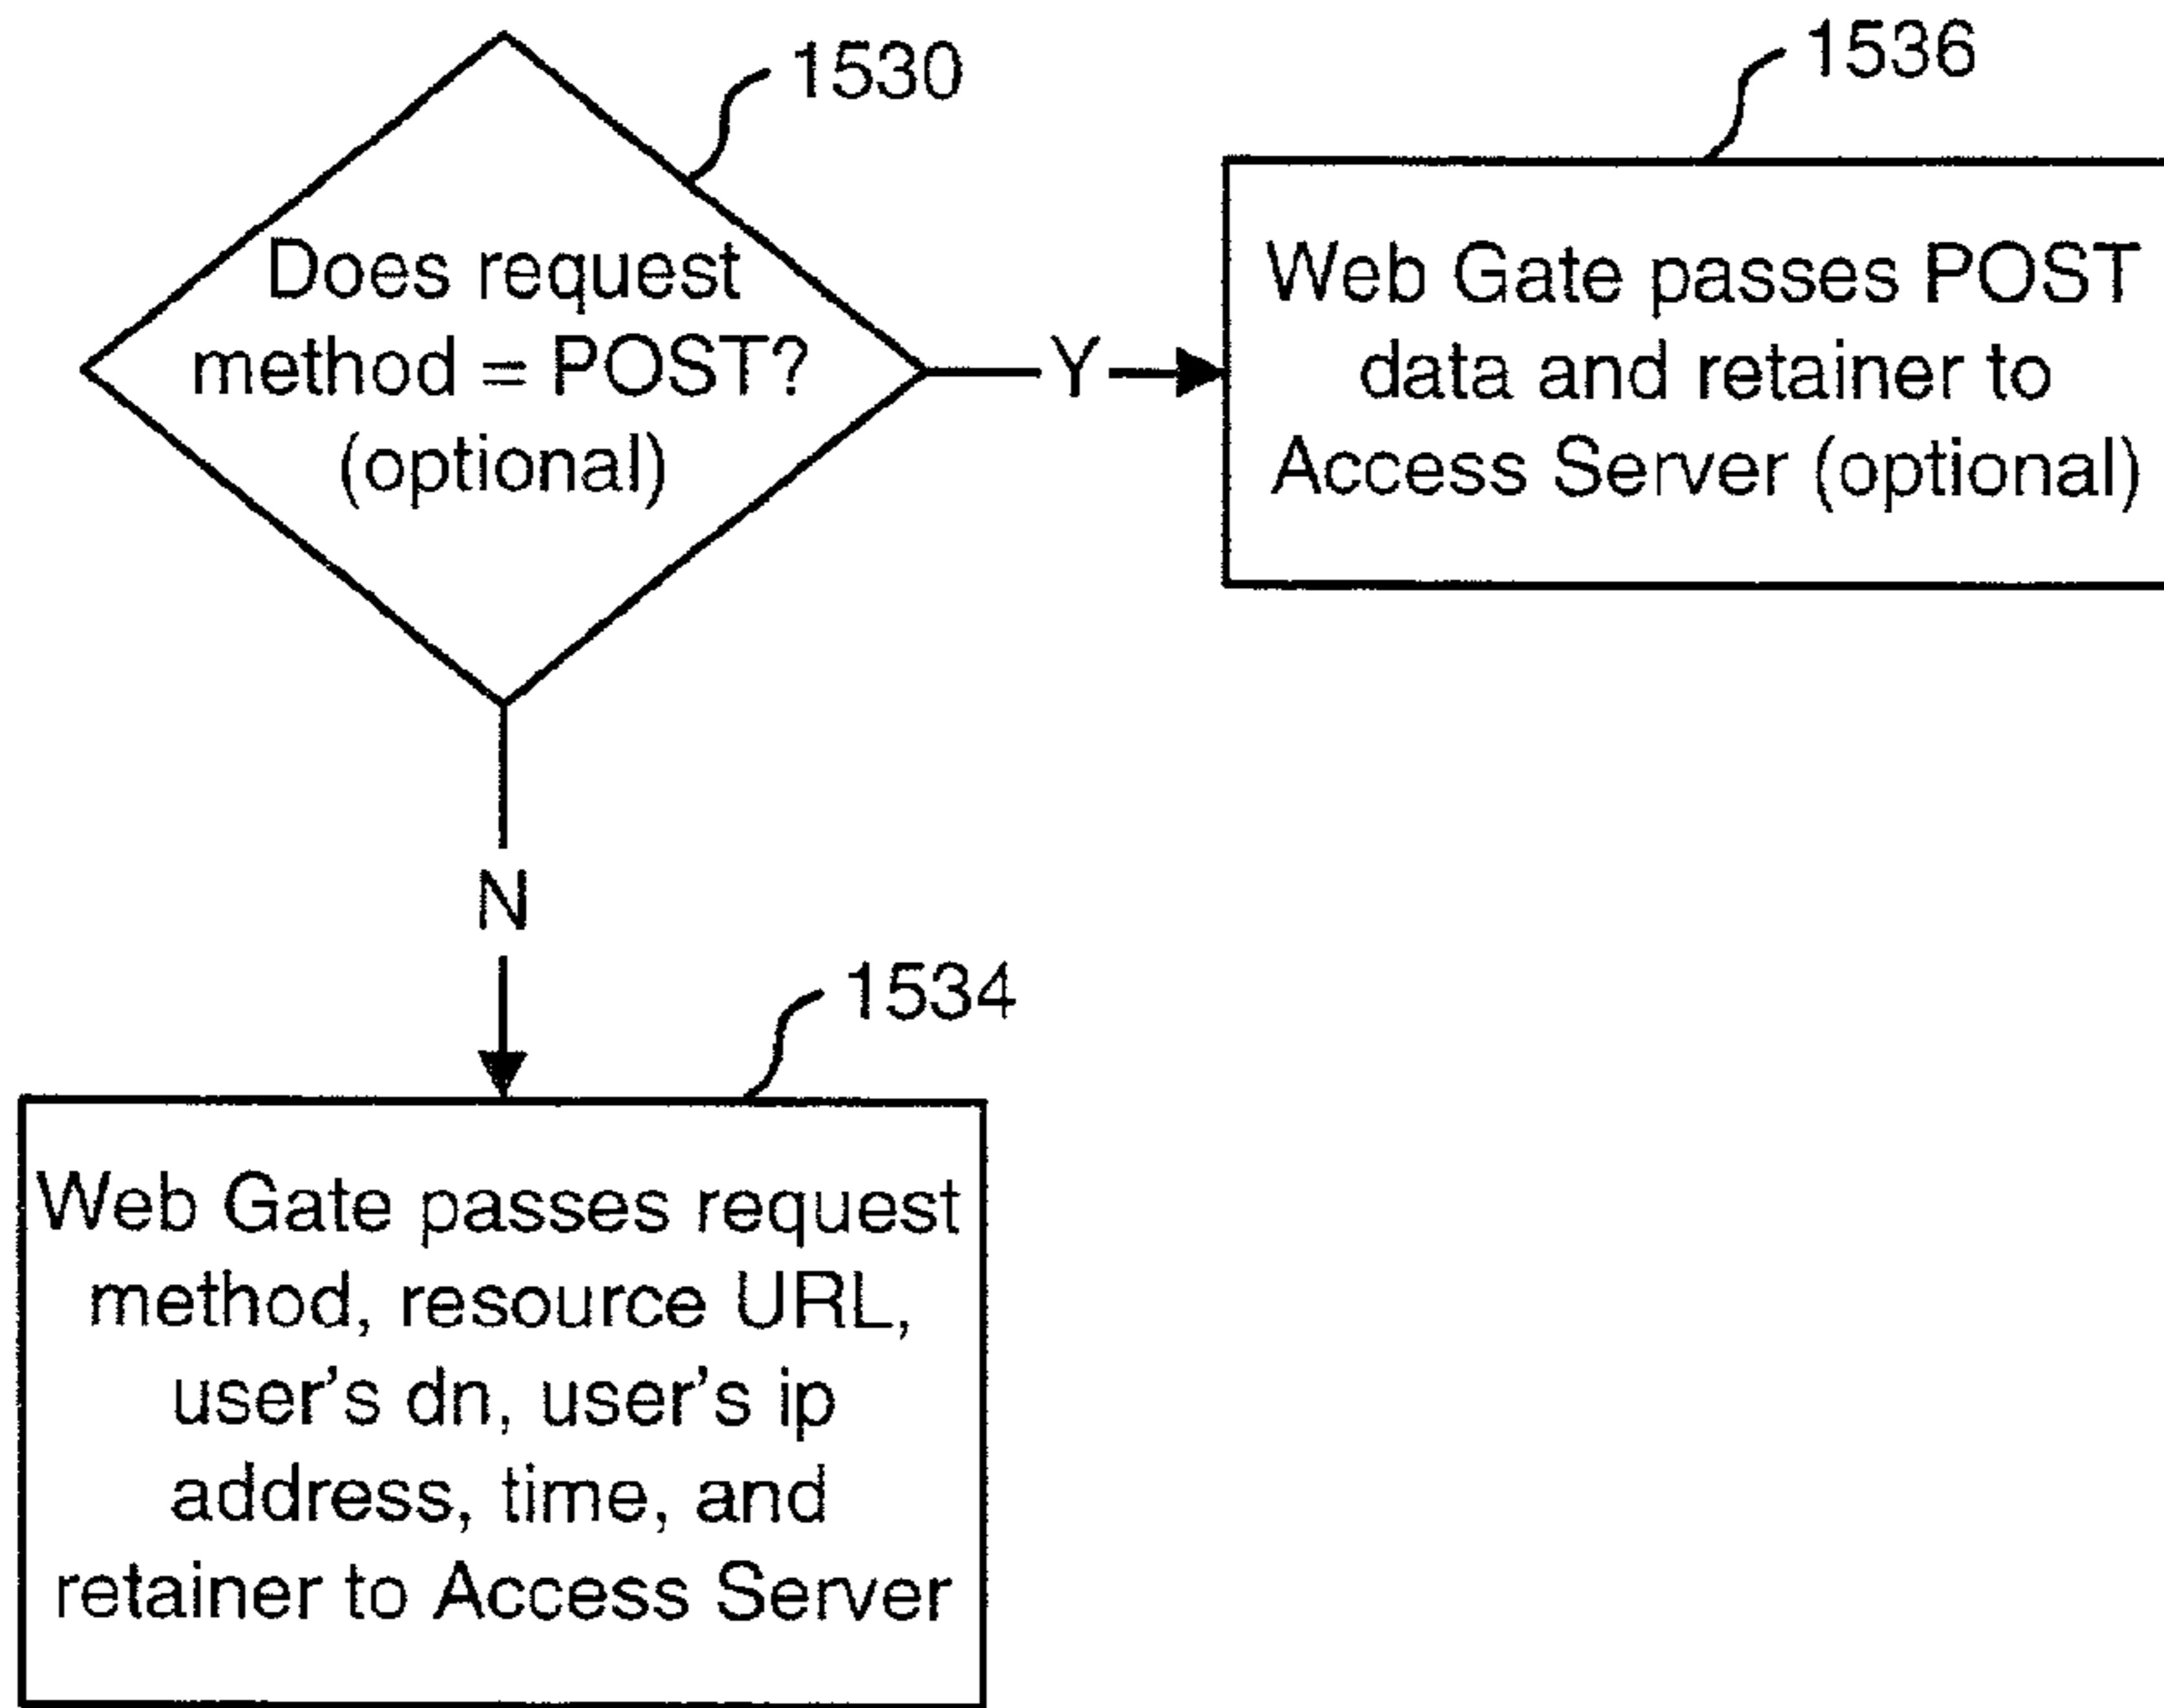 1530
Does request
method = POST?
(optional)
Y
1536
Web Gate passes POST
data and retainer to
Access Server (optional)
N
1534
Web Gate passes request
method, resource URL,
user's dn, user's ip
address, time, and
retainer to Access Server